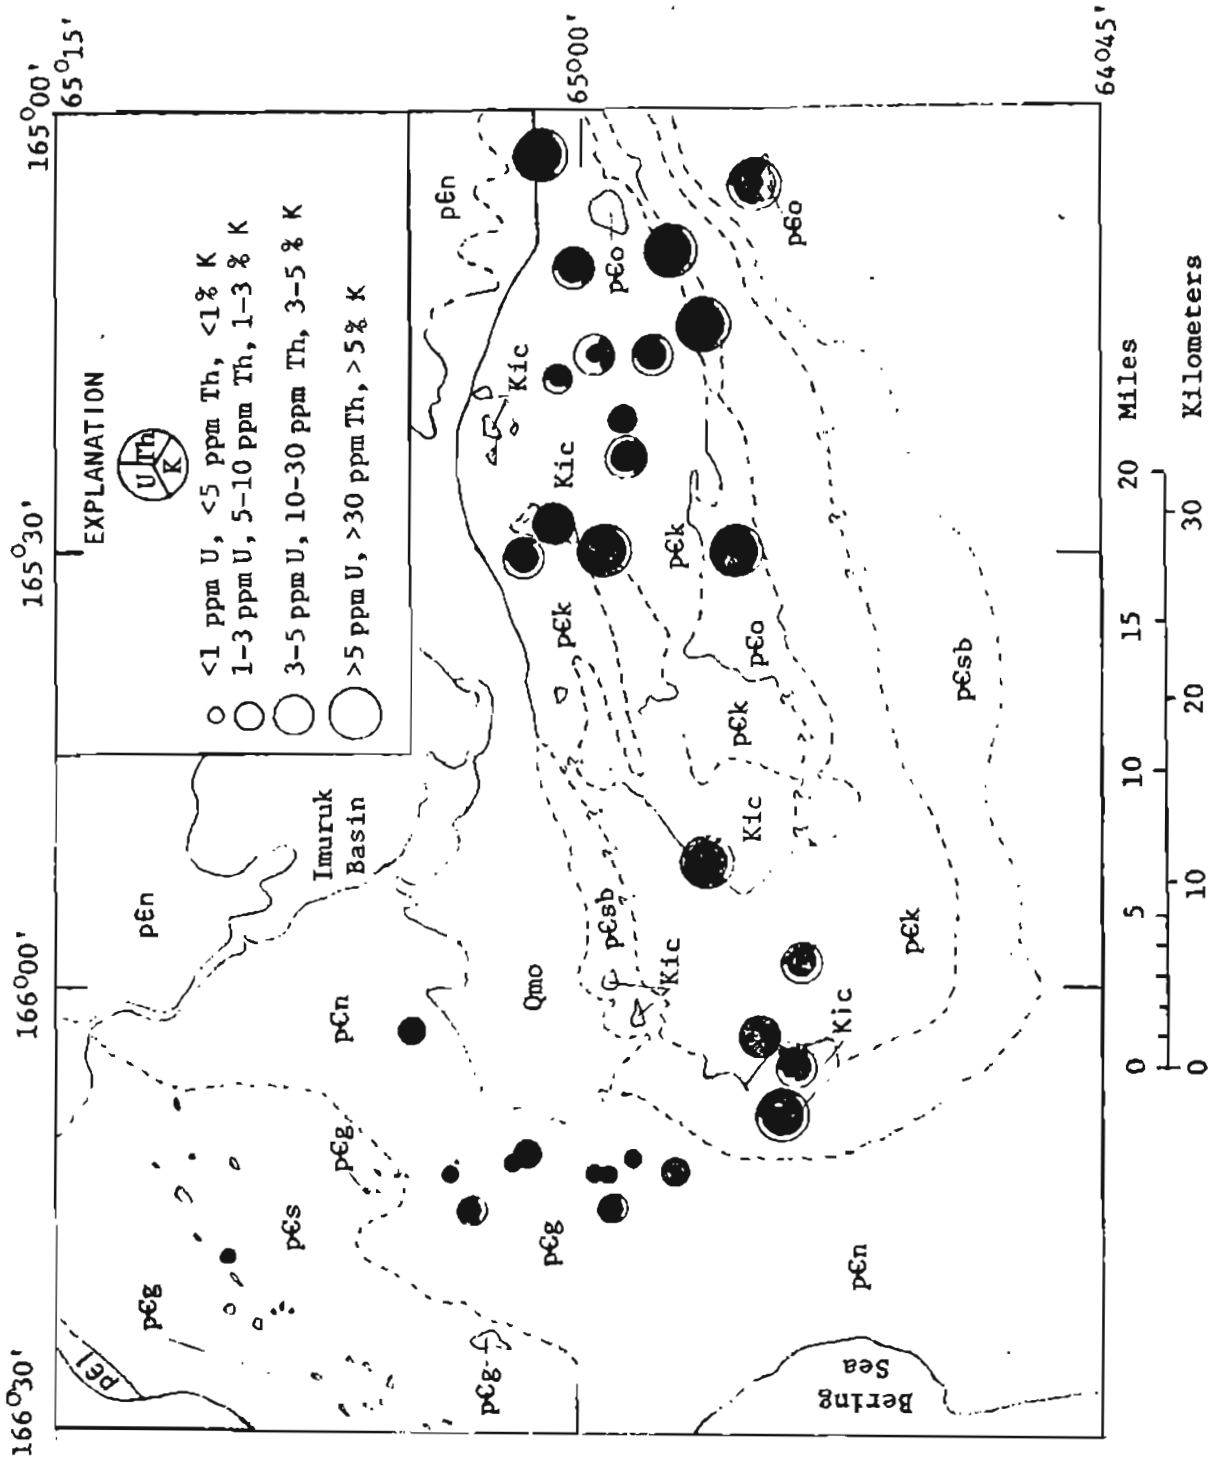 166°30'
166°00'
165°30'
165°00'
65°15'
65°00'
64°45'
EXPLANATION
U Th
K
<1 ppm U, <5 ppm Th, <1% K
1-3 ppm U, 5-10 ppm Th, 1-3 % K
3-5 ppm U, 10-30 ppm Th, 3-5 % K
>5 ppm U, >30 ppm Th, >5% K
p€l
p€g
p€s
p€g
p€n
Imuruk
Basin
p€n
p€n
p€g
p€g
Qmo
p€sb
Kic
p€k
Kic
Kic
p€o
p€k
Kic
p€k
p€o
p€o
Kic
p€k
p€sb
p€n
Bering
Sea
0 5 10 15 20 Miles
0 10 20 30 Kilometers